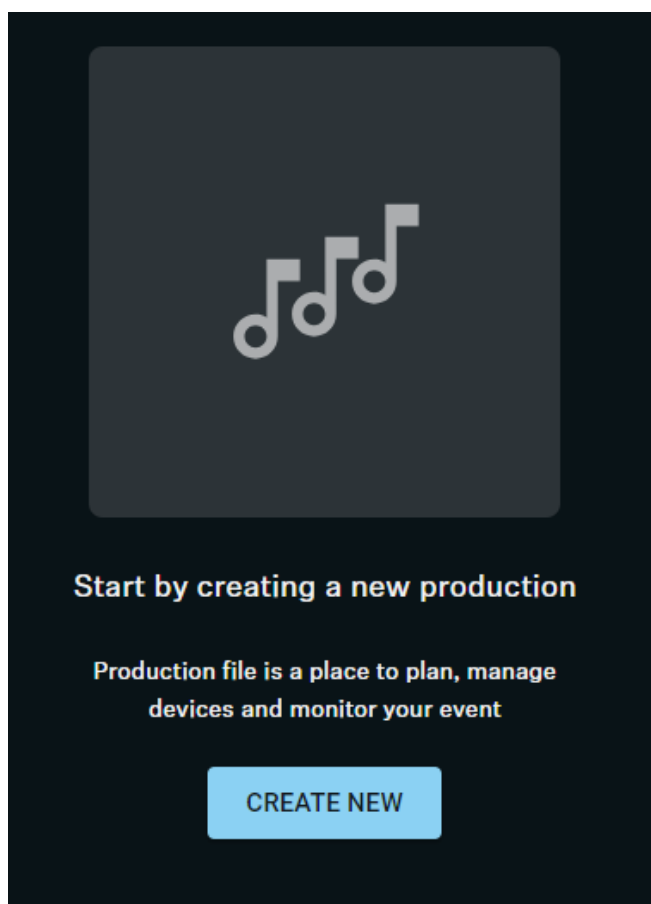 Start by creating a new production
Production file is a place to plan, manage
devices and monitor your event
CREATE NEW